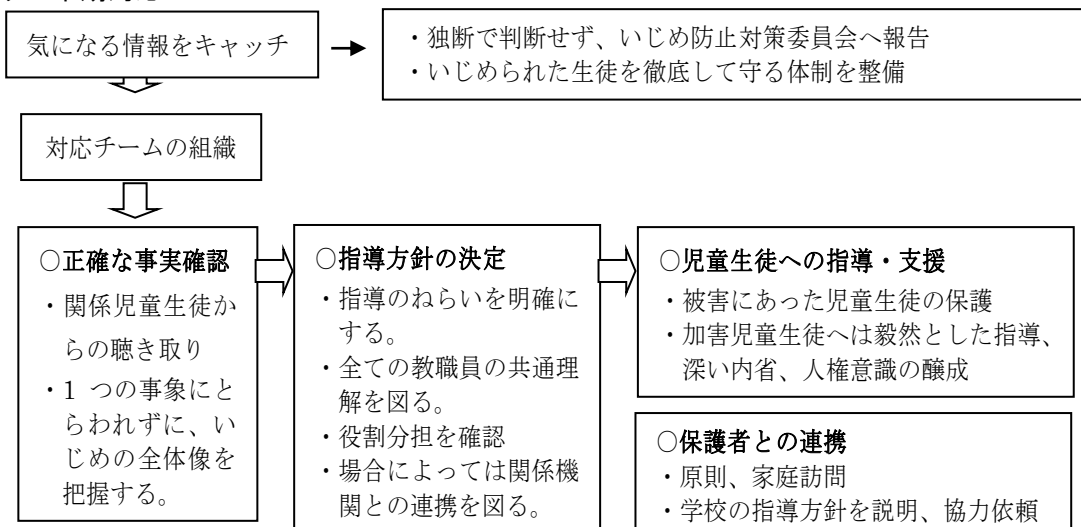 気になる情報をキャッチ
・独断で判断せず、いじめ防止対策委員会へ報告
・いじめられた生徒を徹底して守る体制を整備
対応チームの組織
○正確な事実確認
・関係児童生徒か
らの聴き取り
・1 つの事象にと
らわれずに、い
じめの全体像を
把握する。
○指導方針の決定
・指導のねらいを明確に
する。
・全ての教職員の共通理
解を図る。
・役割分担を確認
・場合によっては関係機
関との連携を図る。
○児童生徒への指導・支援
・被害にあった児童生徒の保護
・加害児童生徒へは毅然とした指導、
深い内省、人権意識の醸成
○保護者との連携
・原則、家庭訪問
・学校の指導方針を説明、協力依頼